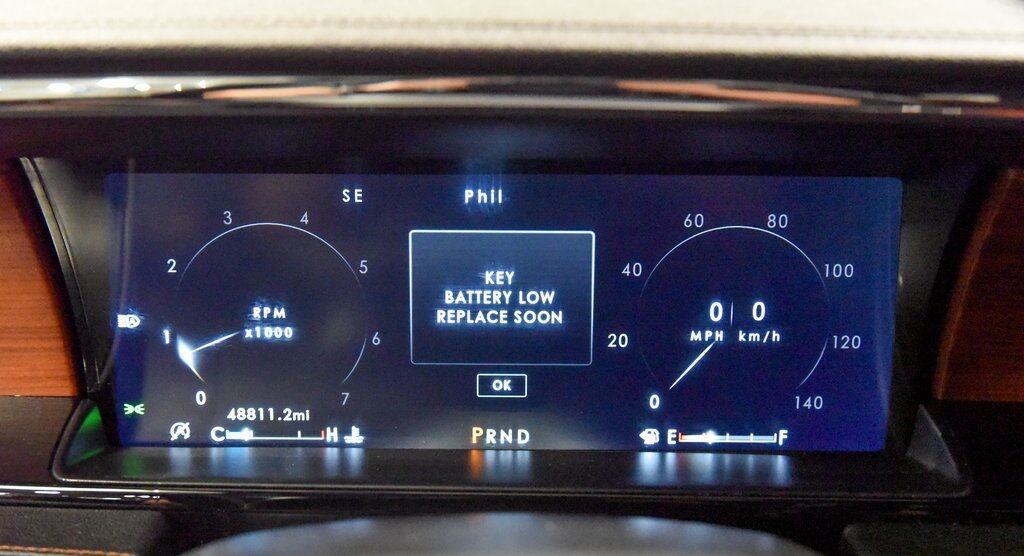 SE
Phil
3
4
2
5
RPM
x1000
1
6
0
7
48811.2mi
C
H
KEY
BATTERY LOW
REPLACE SOON
OK
PRND
60
80
40
100
0 0
MPH km/h
20
120
0
140
E
F